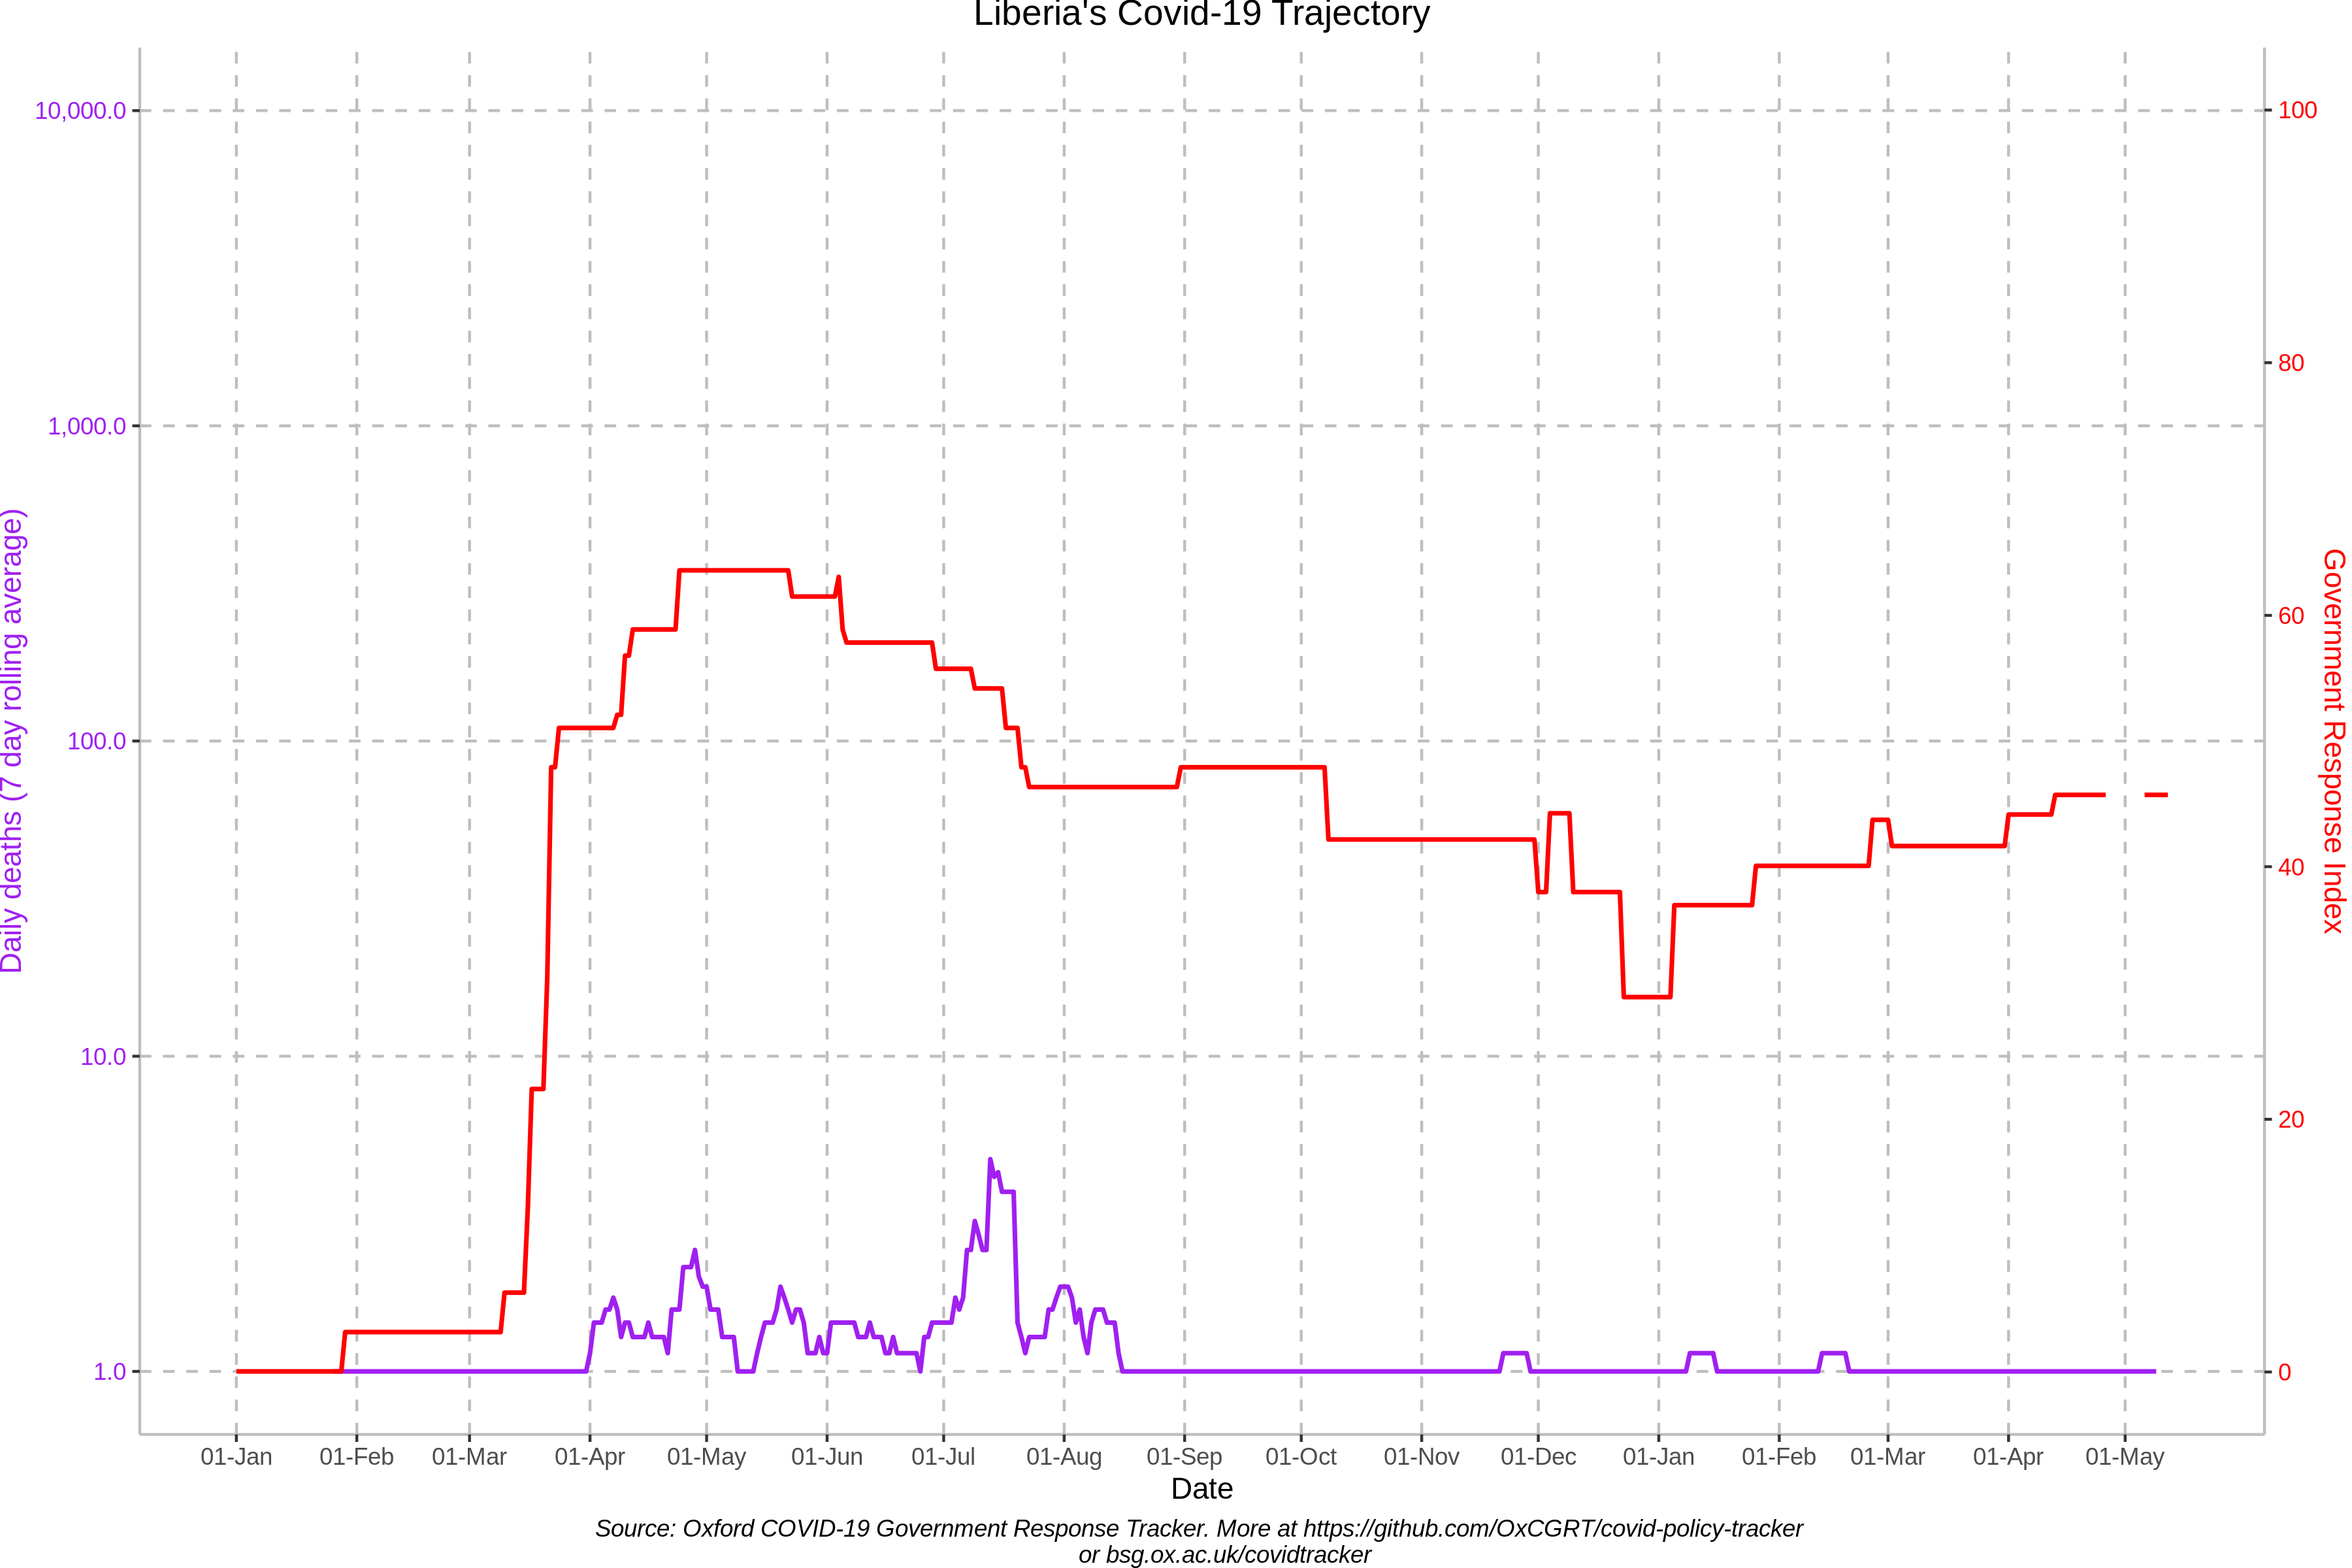 Liberia's Covid-19 Trajectory
10,000.0
1,000.0
100.0
10.0
1.0
Daily deaths (7 day rolling average)
100
80
60
40
20
0
Government Response Index
01-Jan 01-Feb 01-Mar 01-Apr 01-May 01-Jun 01-Jul 01-Aug 01-Sep 01-Oct 01-Nov 01-Dec 01-Jan 01-Feb 01-Mar 01-Apr 01-May
Date
Source: Oxford COVID-19 Government Response Tracker. More at https://github.com/OxCGRT/covid-policy-tracker
or bsg.ox.ac.uk/covidtracker